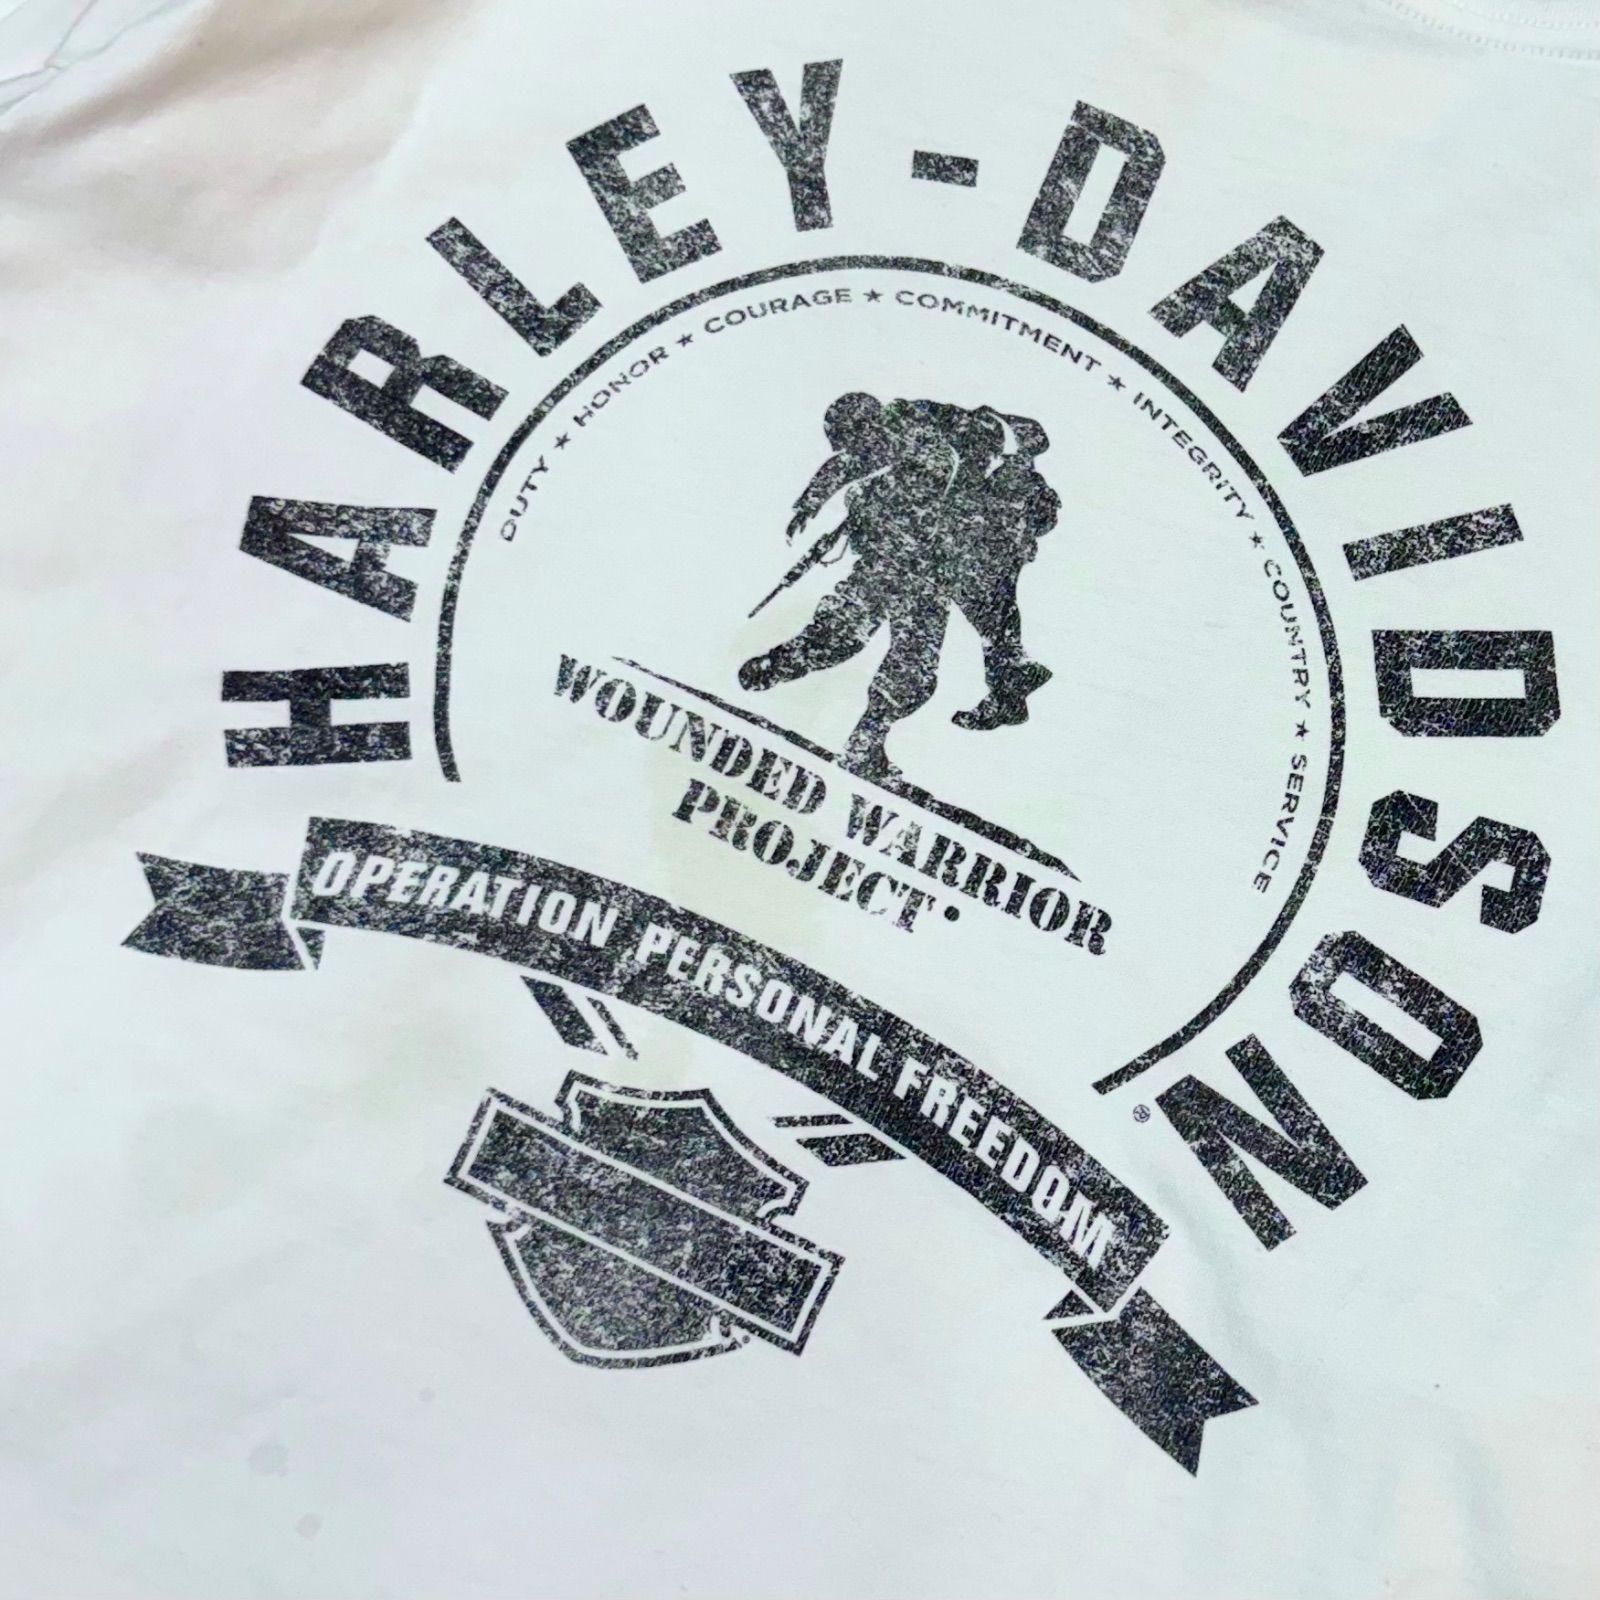 HARLEY-DAVIDSON
DUTY ★ HONOR ★ COURAGE ★ COMMITMENT ★ INTEGRITY ★ COUNTRY ★ SERVICE
WOUNDED WARRIOR
PROJECT
®
OPERATION PERSONAL FREEDOM